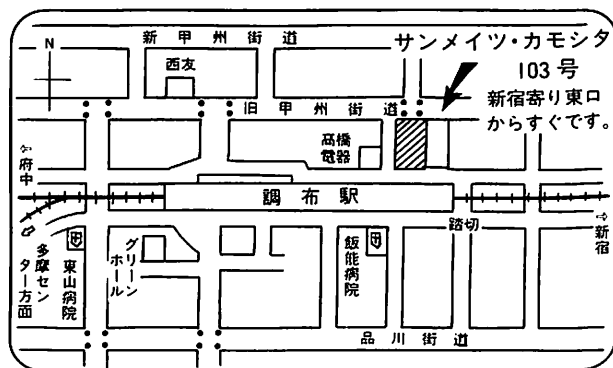 新甲州街道
N
西友
サンメイツ・カモシタ
103号
新宿寄り東口
からすぐです。
旧甲州街道
高橋
電器
⇦府中
調布駅
踏切
⇨新宿
多摩セン
ター方面
東山病院
グリーン
ホール
飯能病院
品川街道